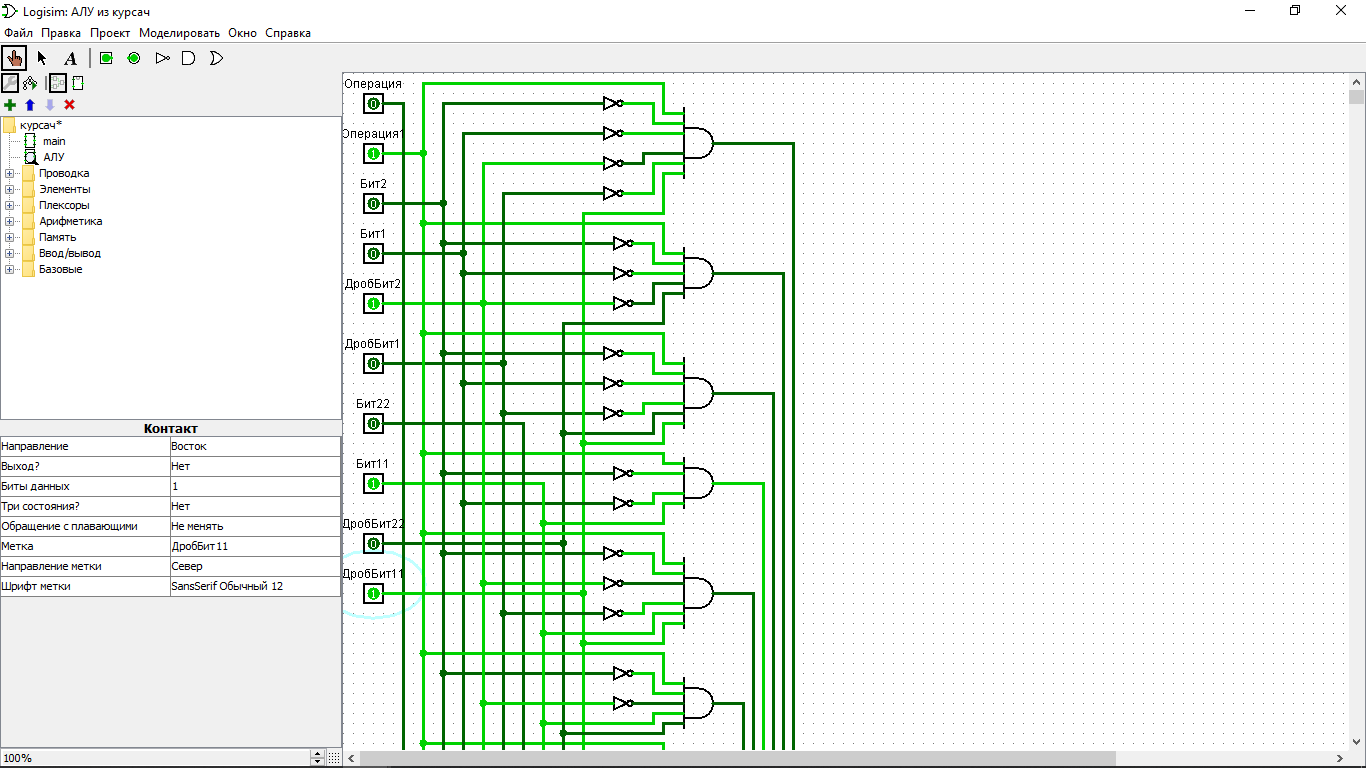 Logisim: АЛУ из курсач
Файл Правка Проект Моделировать Окно Справка
A
курсач*
main
АЛУ
Проводка
Элементы
Плексоры
Арифметика
Память
Ввод/вывод
Базовые
Контакт
Направление Восток
Выход? Нет
Биты данных 1
Три состояния? Нет
Обращение с плавающими Не менять
Метка ДробБит11
Направление метки Север
Шрифт метки SansSerif Обычный 12
100%
Операция
0
Операция1
1
Бит2
0
Бит1
0
ДробБит2
1
ДробБит1
0
Бит22
0
Бит11
1
ДробБит22
0
ДробБит11
1